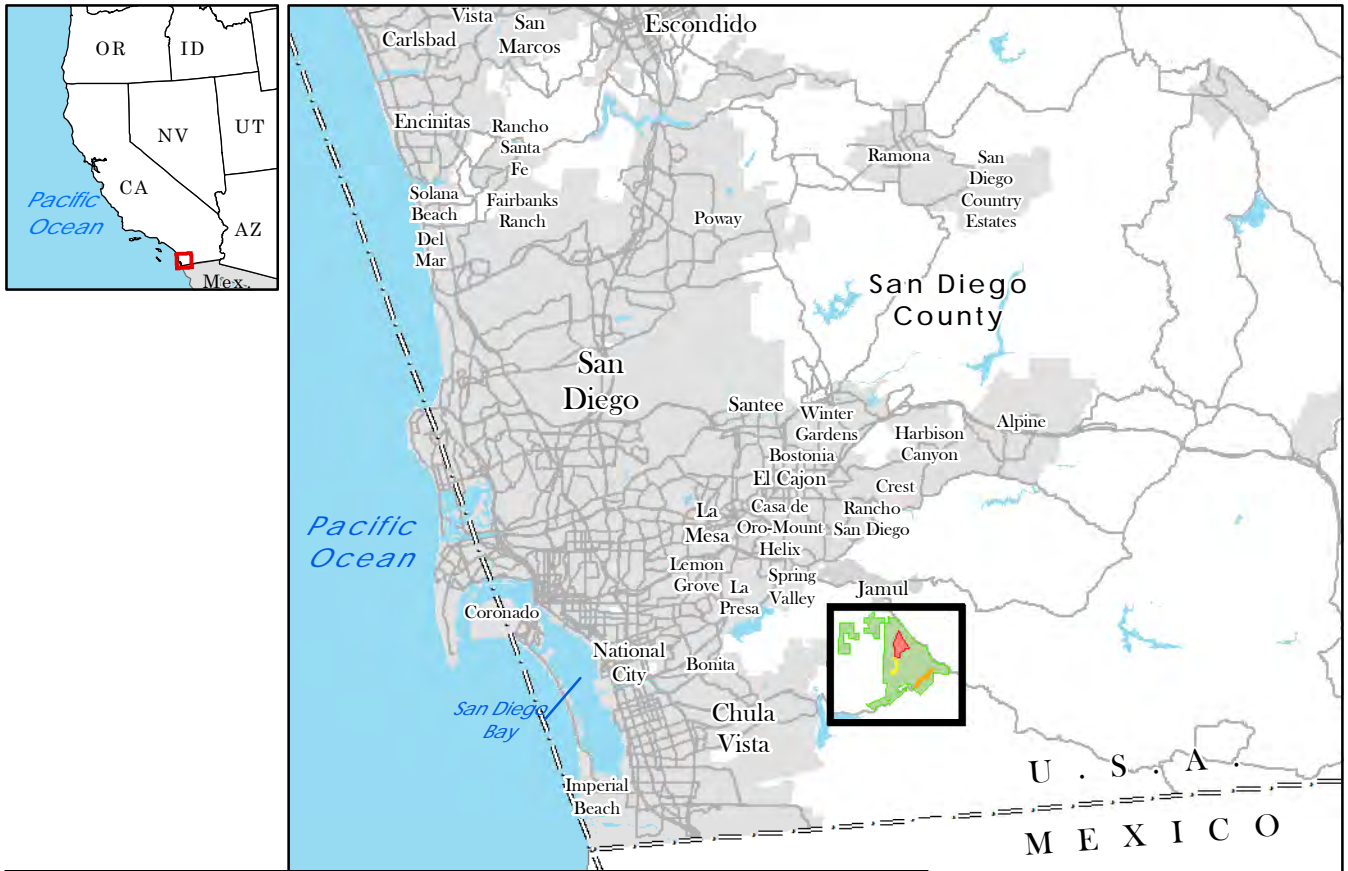 OR
ID
NV
UT
CA
AZ
Pacific
Ocean
Mex.
Vista
San
Marcos
Escondido
Carlsbad
Encinitas
Rancho
Santa
Fe
Ramona
San
Diego
Country
Estates
Solana
Beach
Fairbanks
Ranch
Poway
Del
Mar
San Diego
County
San
Diego
Santee
Winter
Gardens
Harbison
Canyon
Alpine
Bostonia
El Cajon
Crest
La
Mesa
Casa de
Oro-Mount
Helix
Rancho
San Diego
Pacific
Ocean
Lemon
Grove
La
Presa
Spring
Valley
Jamul
Coronado
National
City
Bonita
San Diego
Bay
Chula
Vista
Imperial
Beach
U . S . A .
M E X I C O